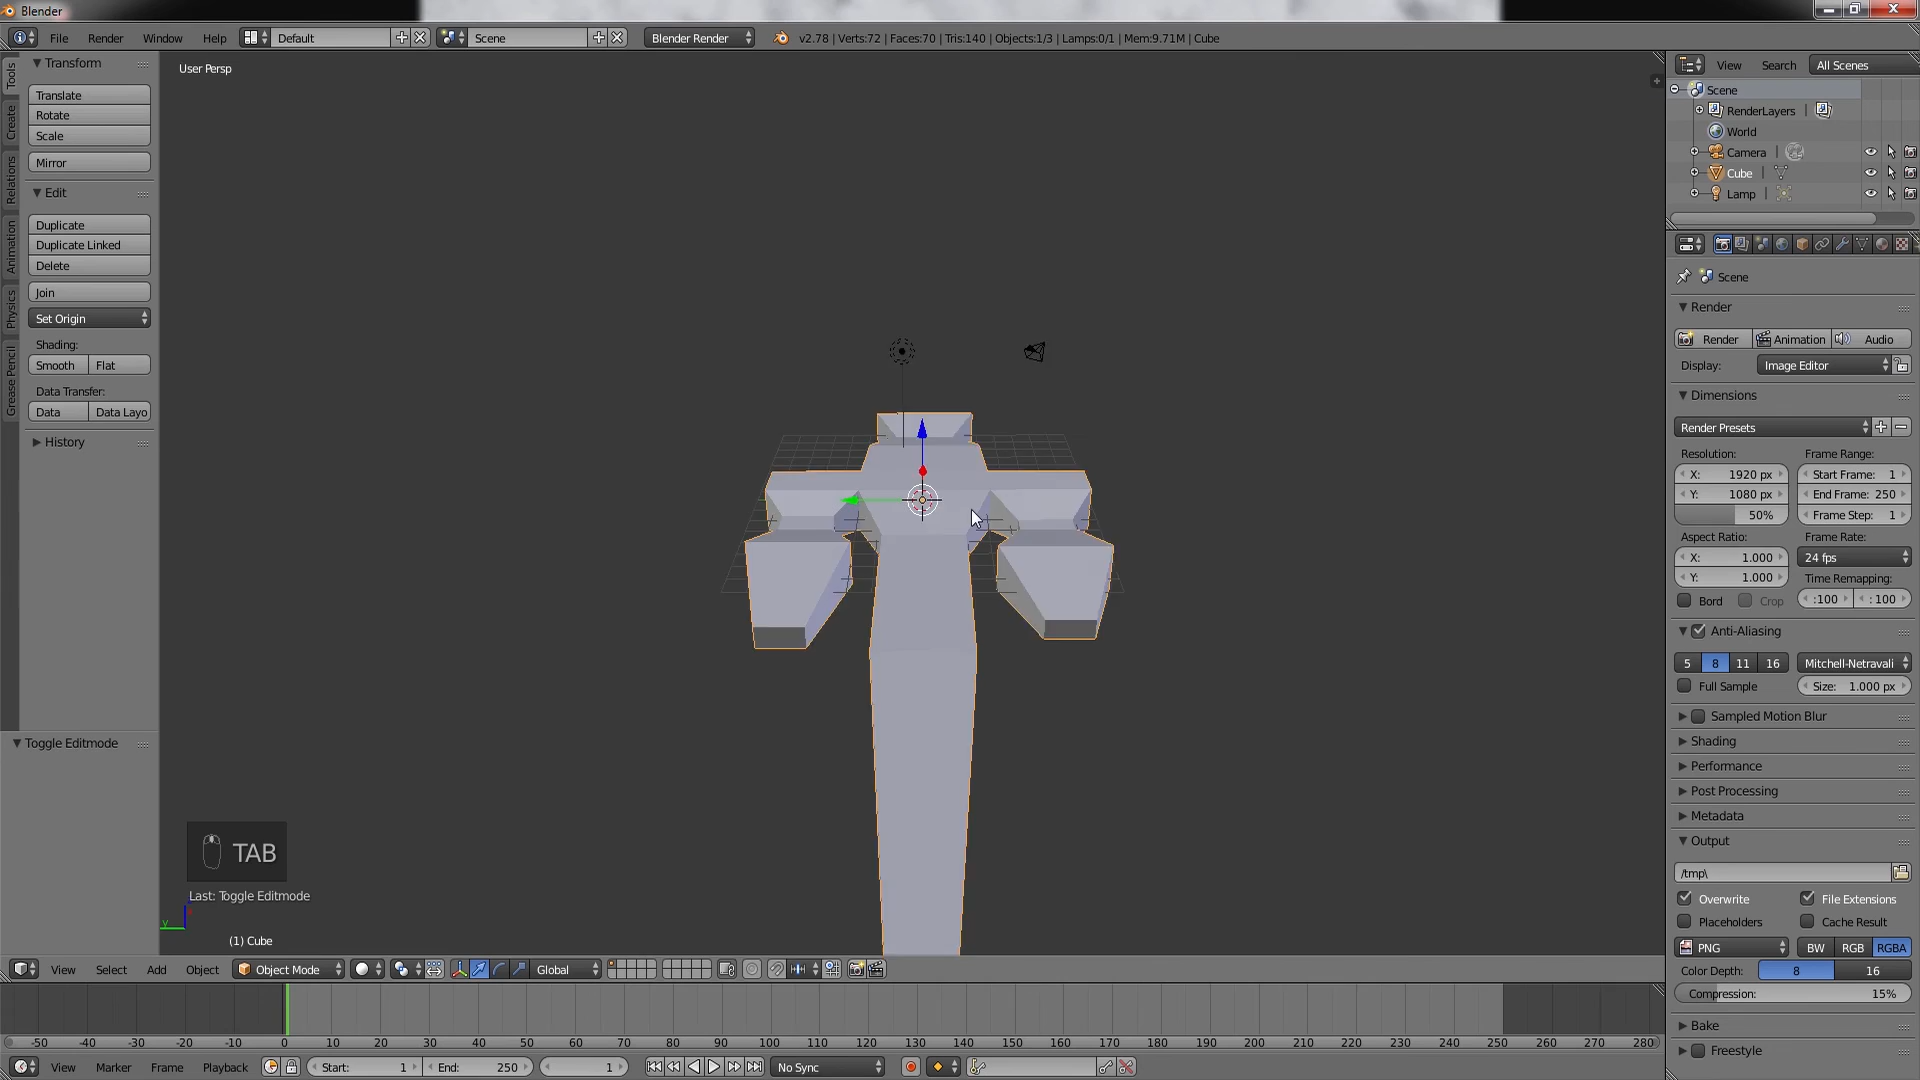 Blender
File Render Window Help Default Scene Blender Render v2.78 | Verts:72 | Faces:70 | Tris:140 | Objects:1/3 | Lamps:0/1 | Mem:9.71M | Cube
User Persp
Tools
Create
Relations
Animation
Physics
Grease Pencil
Transform
Translate
Rotate
Scale
Mirror
Edit
Duplicate
Duplicate Linked
Delete
Join
Set Origin
Shading:
Smooth Flat
Data Transfer:
Data Data Layo
History
Toggle Editmode
TAB
Last: Toggle Editmode
y
(1) Cube
View Select Add Object Object Mode Global
-50 -40 -30 -20 -10 0 10 20 30 40 50 60 70 80 90 100 110 120 130 140 150 160 170 180 190 200 210 220 230 240 250 260 270 280
View Marker Frame Playback Start: 1 End: 250 1 No Sync
View Search All Scenes
Scene
RenderLayers |
World
Camera |
Cube |
Lamp |
Scene
Render
Render Animation Audio
Display: Image Editor
Dimensions
Render Presets
Resolution: Frame Range:
X: 1920 px Start Frame: 1
Y: 1080 px End Frame: 250
50% Frame Step: 1
Aspect Ratio: Frame Rate:
X: 1.000 24 fps
Y: 1.000 Time Remapping:
Bord Crop :100 : 100
Anti-Aliasing
5 8 11 16 Mitchell-Netravali
Full Sample Size: 1.000 px
Sampled Motion Blur
Shading
Performance
Post Processing
Metadata
Output
/tmp\
Overwrite File Extensions
Placeholders Cache Result
PNG BW RGB RGBA
Color Depth: 8 16
Compression: 15%
Bake
Freestyle